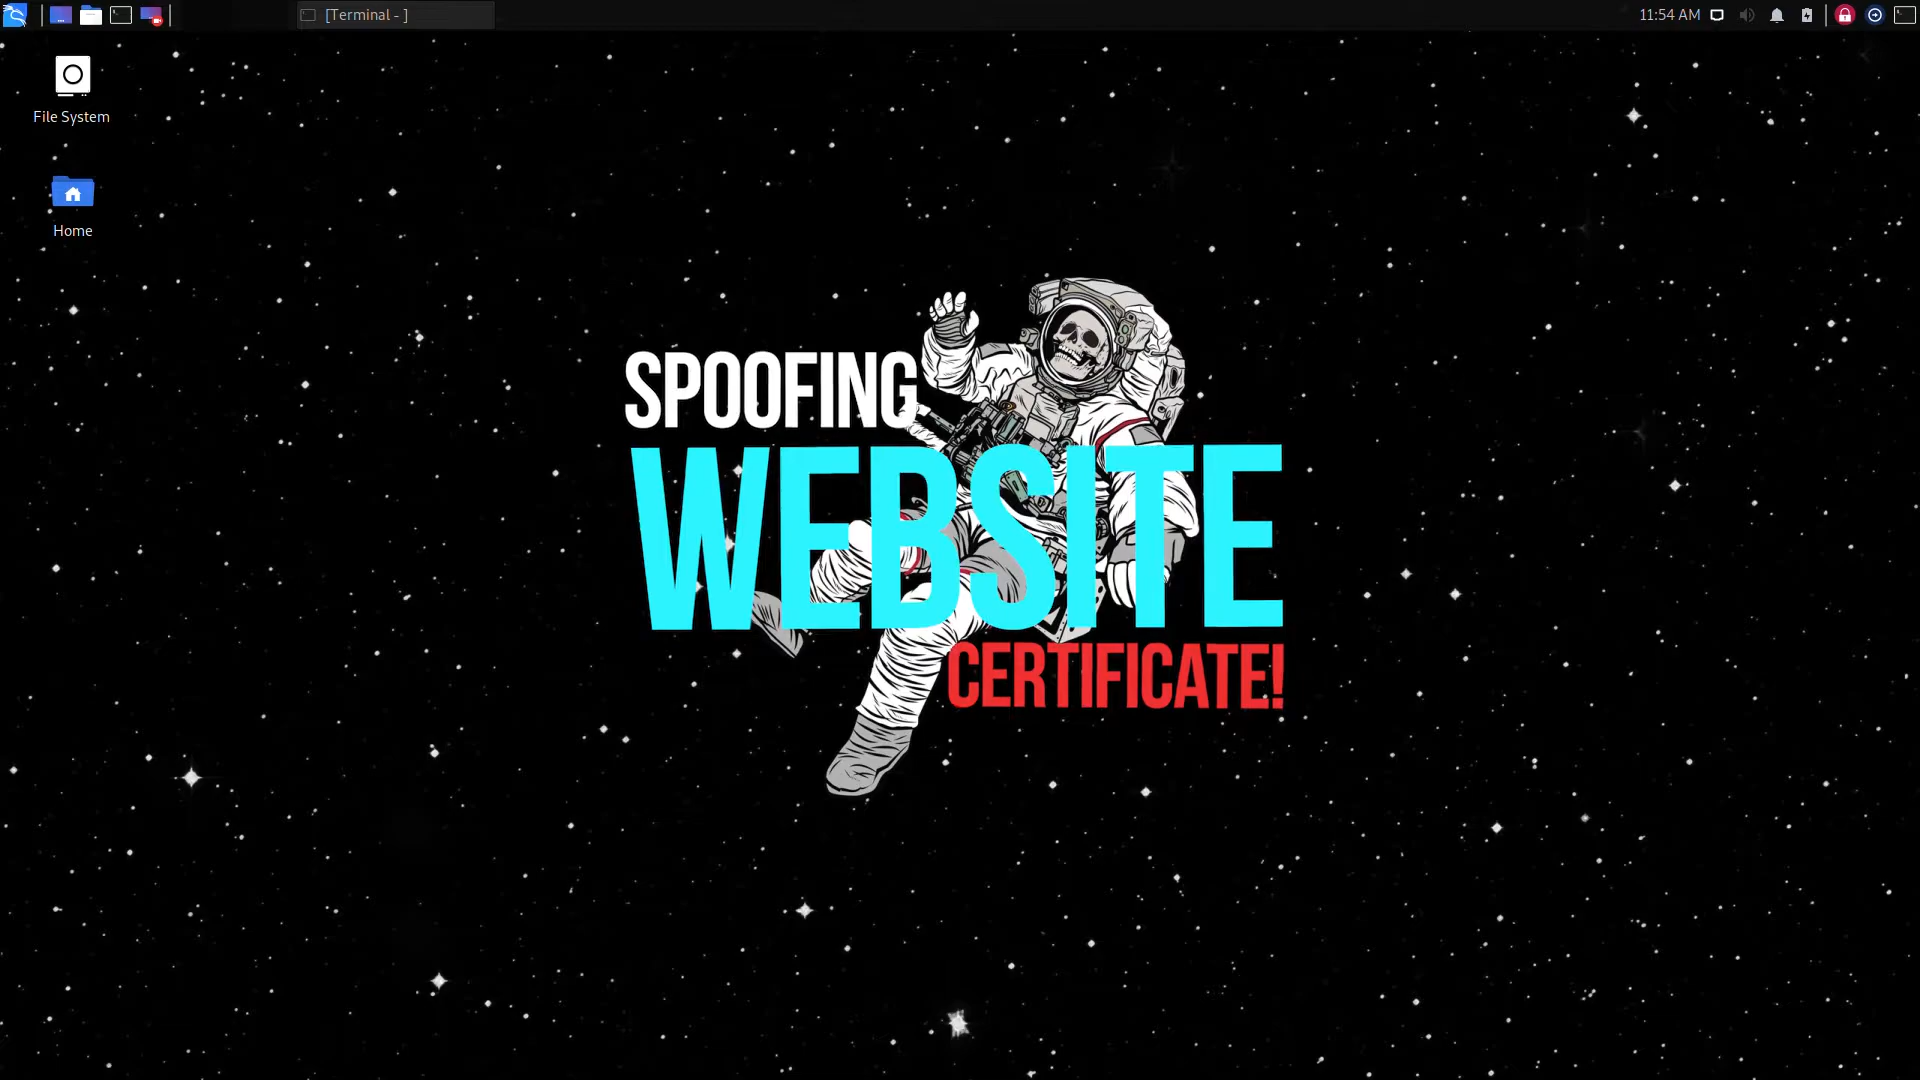 [Terminal - ]
11:54 AM
File System
Home
SPOOFING
WEBSITE
CERTIFICATE!